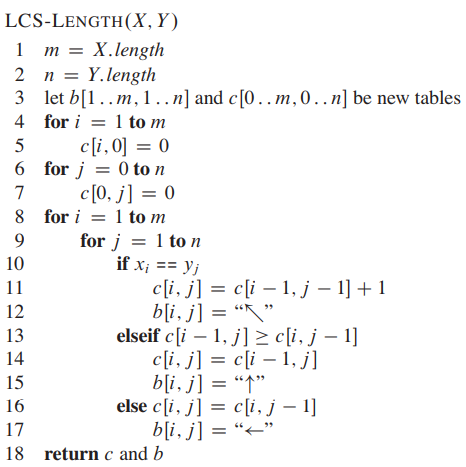 LCS-LENGTH(X, Y)
1 m = X.length
2 n = Y.length
3 let b[1..m, 1..n] and c[0..m, 0..n] be new tables
4 for i = 1 to m
5 c[i, 0] = 0
6 for j = 0 to n
7 c[0, j] = 0
8 for i = 1 to m
9 for j = 1 to n
10 if xᵢ == yⱼ
11 c[i, j] = c[i − 1, j − 1] + 1
12 b[i, j] = “↖”
13 elseif c[i − 1, j] ≥ c[i, j − 1]
14 c[i, j] = c[i − 1, j]
15 b[i, j] = “↑”
16 else c[i, j] = c[i, j − 1]
17 b[i, j] = “←”
18 return c and b